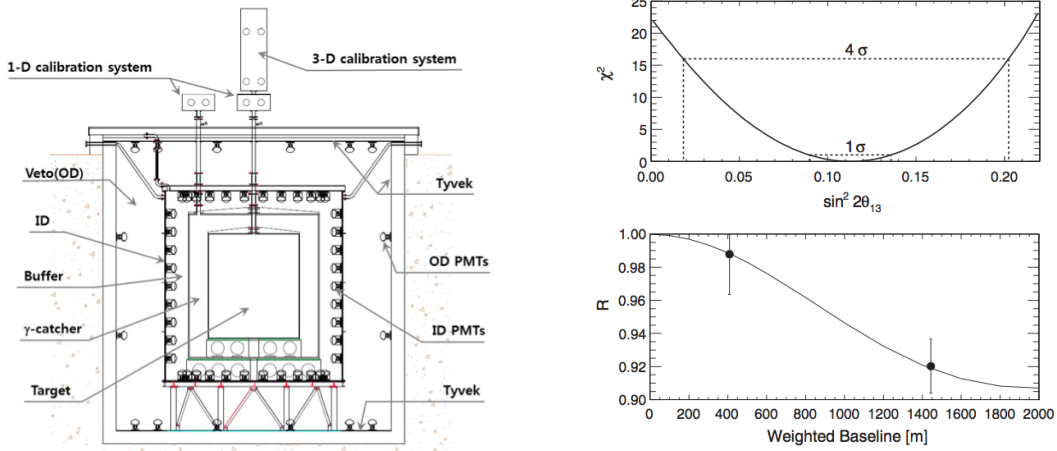 1-D calibration system
3-D calibration system
Veto(OD)
ID
Buffer
γ-catcher
Target
Tyvek
OD PMTs
ID PMTs
Tyvek
25
20
15
10
5
0
χ²
4 σ
1 σ
0.00 0.05 0.10 0.15 0.20
sin² 2θ₁₃
1.00
0.98
0.96
0.94
0.92
0.90
R
0 200 400 600 800 1000 1200 1400 1600 1800 2000
Weighted Baseline [m]